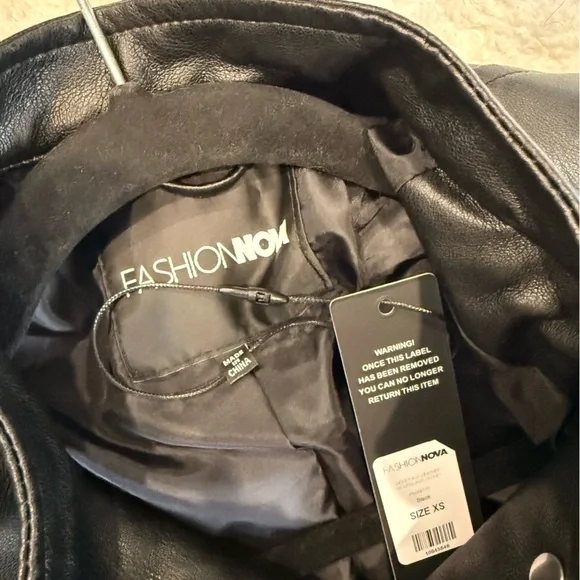 FASHIONNOVA
MADE
IN
CHINA
WARNING!
ONCE THIS LABEL
HAS BEEN REMOVED
YOU CAN NO LONGER
RETURN THIS ITEM
FASHIONNOVA
Black
SIZE XS